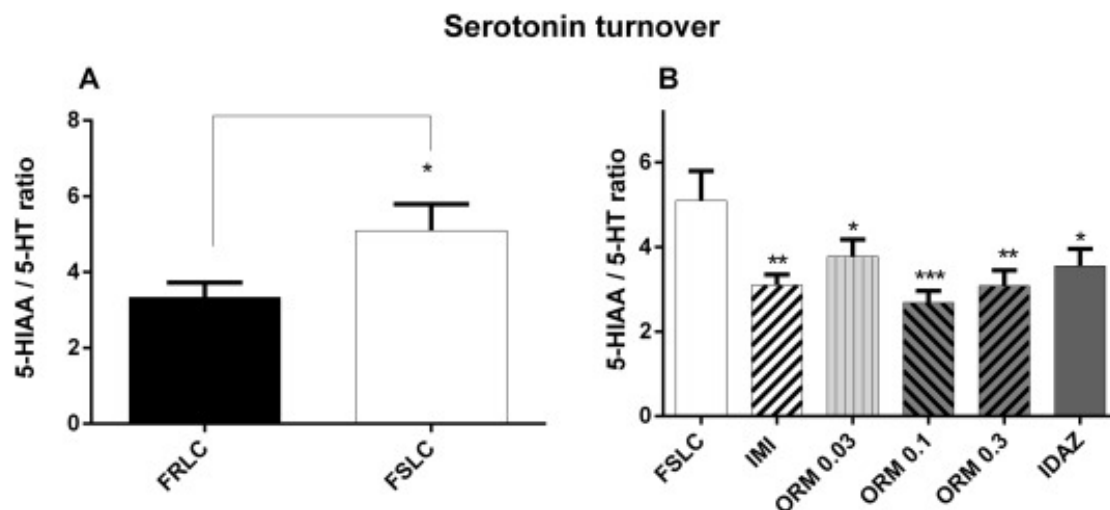 Serotonin turnover
A
5-HIAA / 5-HT ratio
8
6
4
2
0
*
FRLC
FSLC
B
5-HIAA / 5-HT ratio
6
4
2
0
**
*
***
**
*
FSLC
IMI
ORM 0.03
ORM 0.1
ORM 0.3
IDAZ